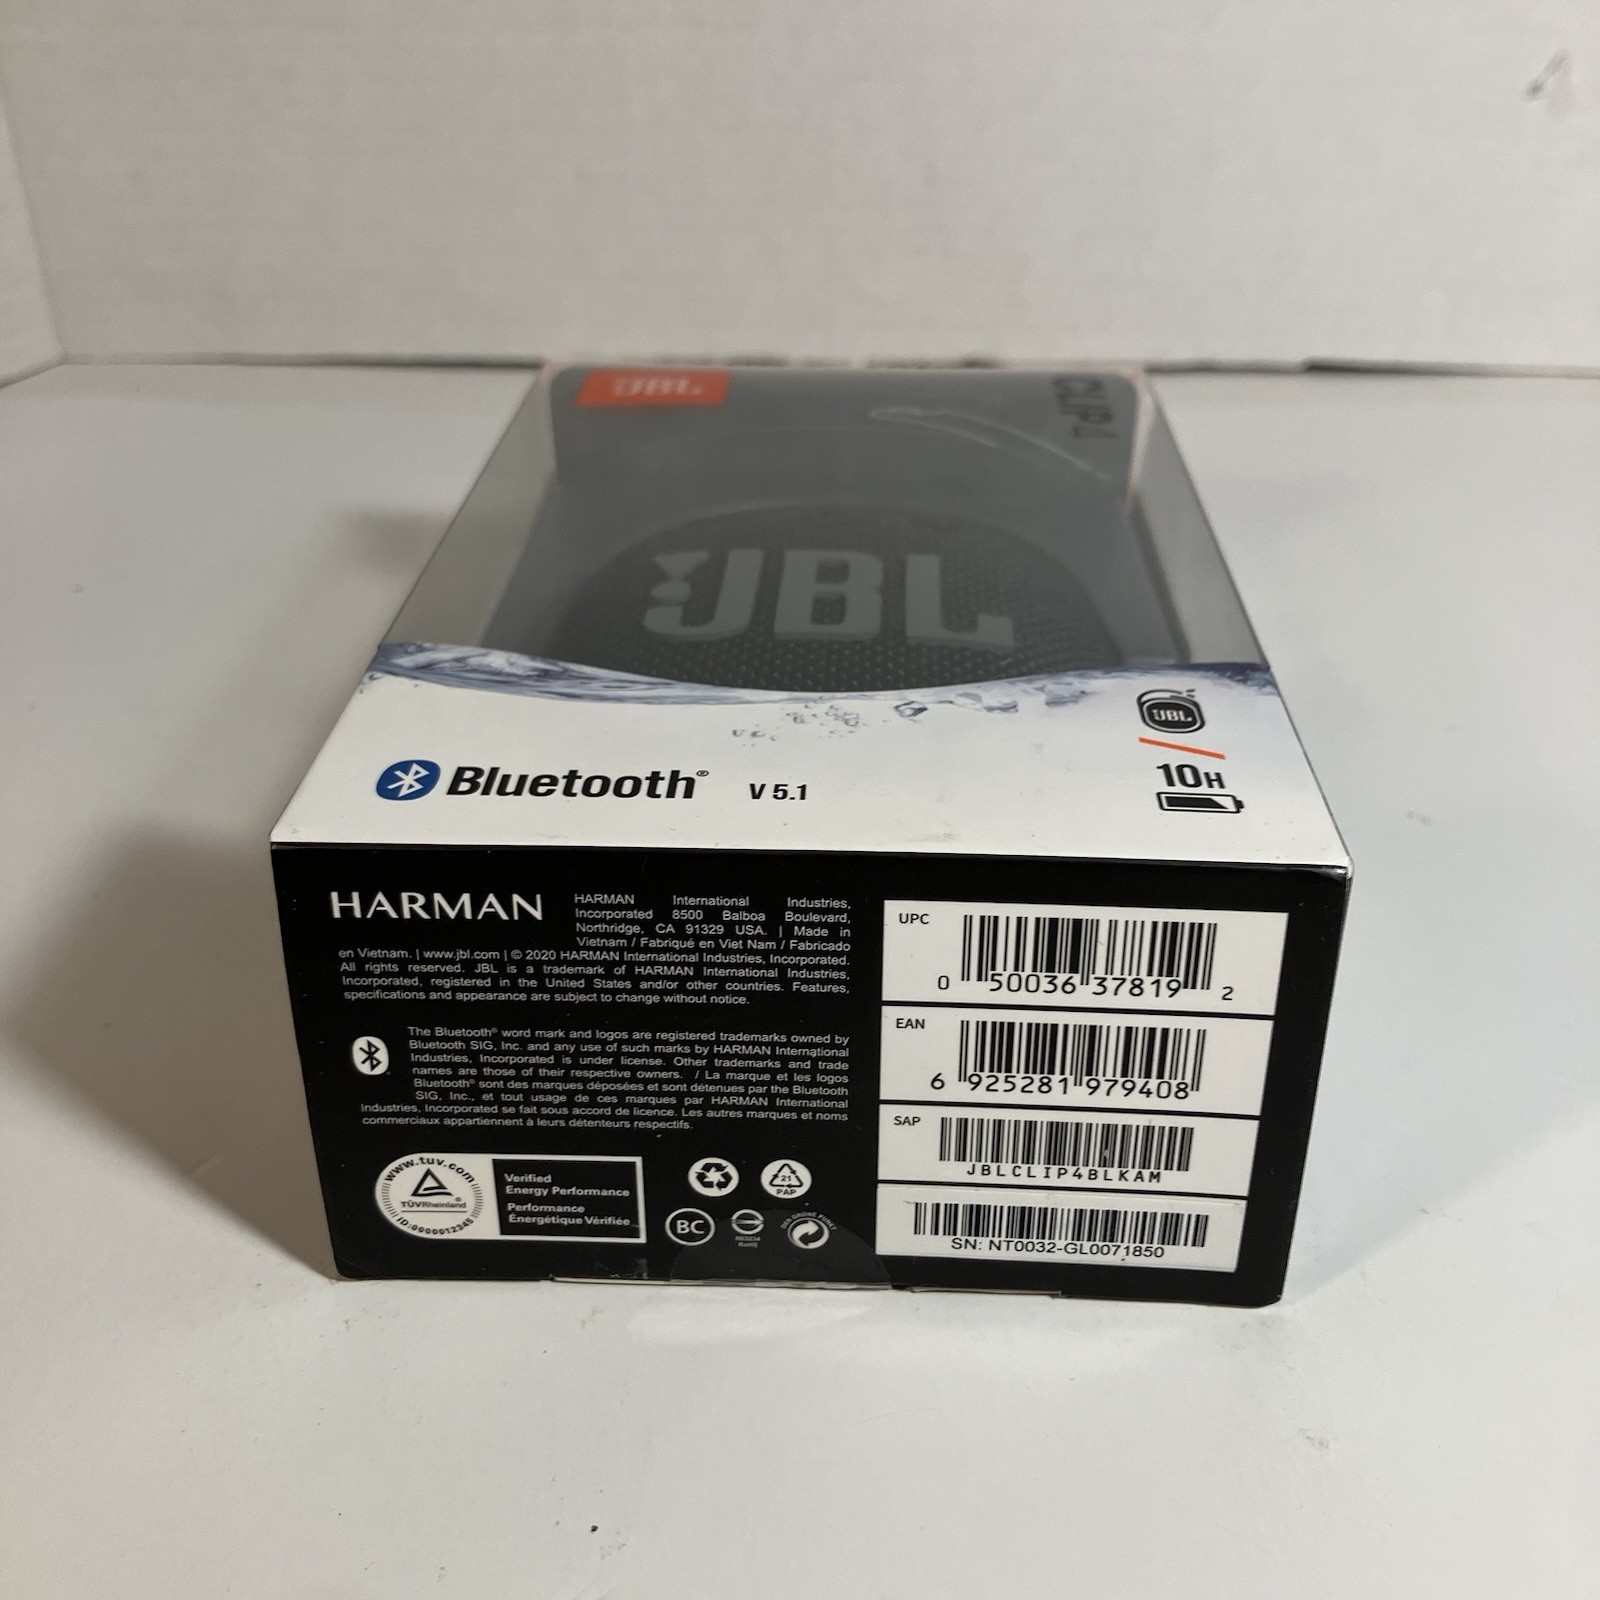 JBL
CLIP4
JBL
JBL
10H
Bluetooth® V 5.1
HARMAN
HARMAN International Industries,
Incorporated 8500 Balboa Boulevard,
Northridge, CA 91329 USA. | Made in
Vietnam / Fabriqué en Viet Nam / Fabricado
en Vietnam. | www.jbl.com | © 2020 HARMAN International Industries, Incorporated.
All rights reserved. JBL is a trademark of HARMAN International Industries,
Incorporated, registered in the United States and/or other countries. Features,
specifications and appearance are subject to change without notice.
The Bluetooth® word mark and logos are registered trademarks owned by
Bluetooth SIG, Inc. and any use of such marks by HARMAN International
Industries, Incorporated is under license. Other trademarks and trade
names are those of their respective owners. / La marque et les logos
Bluetooth® sont des marques déposées et sont détenues par the Bluetooth
SIG, Inc., et tout usage de ces marques par HARMAN International
Industries, Incorporated se fait sous accord de licence. Les autres marques et noms
commerciaux appartiennent à leurs détenteurs respectifs.
www.tuv.com
TÜVRheinland®
ID:0000012345
Verified
Energy Performance
Performance
Énergétique Vérifiée
21
PAP
BC
RoHS
DER GRÜNE PUNKT
UPC
0 50036 37819 2
EAN
6 925281 979408
SAP
JBLCLIP4BLKAM
SN: NT0032-GL0071850